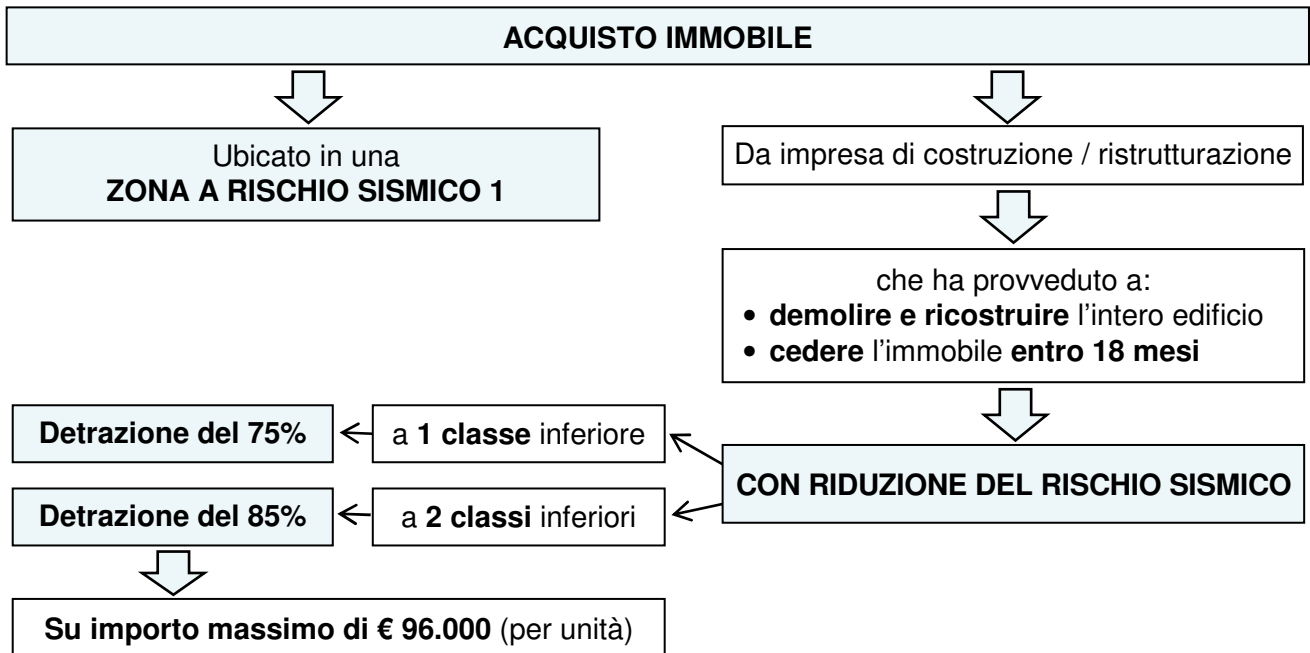 ACQUISTO IMMOBILE
Ubicato in una
ZONA A RISCHIO SISMICO 1
Da impresa di costruzione / ristrutturazione
che ha provveduto a:
• demolire e ricostruire l'intero edificio
• cedere l'immobile entro 18 mesi
CON RIDUZIONE DEL RISCHIO SISMICO
a 1 classe inferiore
Detrazione del 75%
a 2 classi inferiori
Detrazione del 85%
Su importo massimo di € 96.000 (per unità)